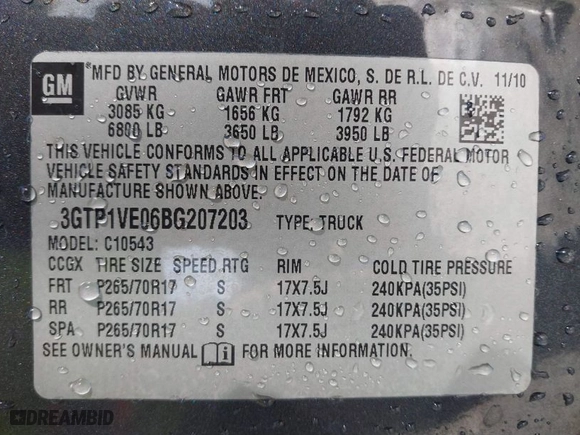 GM *MFD BY GENERAL MOTORS DE MEXICO, S. DE R.L. DE C.V. 11/10
GVWR GAWR FRT GAWR RR
3085 KG 1656 KG 1792 KG
6800 LB 3650 LB 3950 LB
THIS VEHICLE CONFORMS TO ALL APPLICABLE U.S. FEDERAL MOTOR
VEHICLE SAFETY STANDARDS IN EFFECT ON THE DATE OF
MANUFACTURE SHOWN ABOVE.
3GTP1VE06BG207203 TYPE: TRUCK
MODEL: C10543
CCGX TIRE SIZE SPEED RTG RIM COLD TIRE PRESSURE
FRT P265/70R17 S 17X7.5J 240KPA(35PSI)
RR P265/70R17 S 17X7.5J 240KPA(35PSI)
SPA P265/70R17 S 17X7.5J 240KPA(35PSI)
SEE OWNER'S MANUAL FOR MORE INFORMATION.
DREAMBID